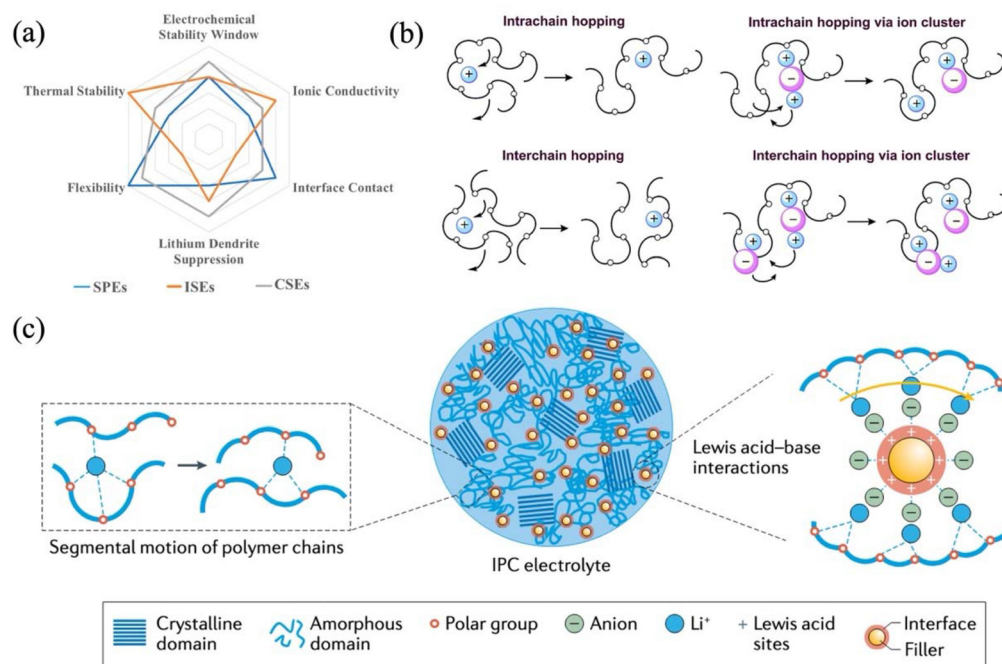 (a)
Electrochemical
Stability Window
Thermal Stability
Ionic Conductivity
Flexibility
Interface Contact
Lithium Dendrite
Suppression
SPEs
ISEs
CSEs
(b)
Intrachain hopping
+
+
Intrachain hopping via ion cluster
+
−
+
+
−
+
Interchain hopping
+
+
Interchain hopping via ion cluster
+
−
+
+
−
+
−
+
−
+
(c)
Segmental motion of polymer chains
IPC electrolyte
Lewis acid–base
interactions
Crystalline
domain
Amorphous
domain
Polar group
− Anion
Li⁺
+ Lewis acid
sites
Interface
Filler